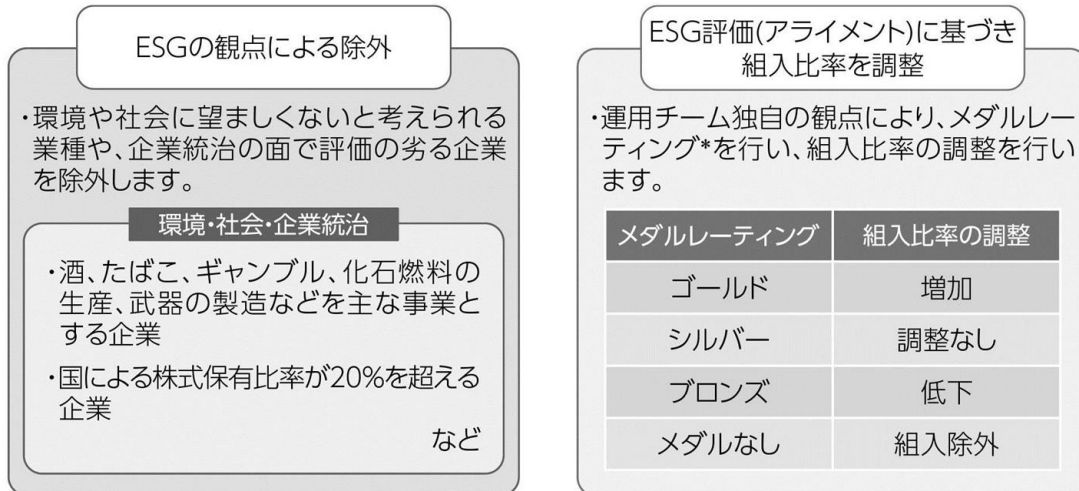 ESGの観点による除外
・環境や社会に望ましくないと考えられる
業種や、企業統治の面で評価の劣る企業
を除外します。
環境・社会・企業統治
・酒、たばこ、ギャンブル、化石燃料の
生産、武器の製造などを主な事業と
する企業
・国による株式保有比率が20%を超える
企業
など
ESG評価(アライメント)に基づき
組入比率を調整
・運用チーム独自の観点により、メダルレー
ティング*を行い、組入比率の調整を行い
ます。
メダルレーティング 組入比率の調整
ゴールド 増加
シルバー 調整なし
ブロンズ 低下
メダルなし 組入除外